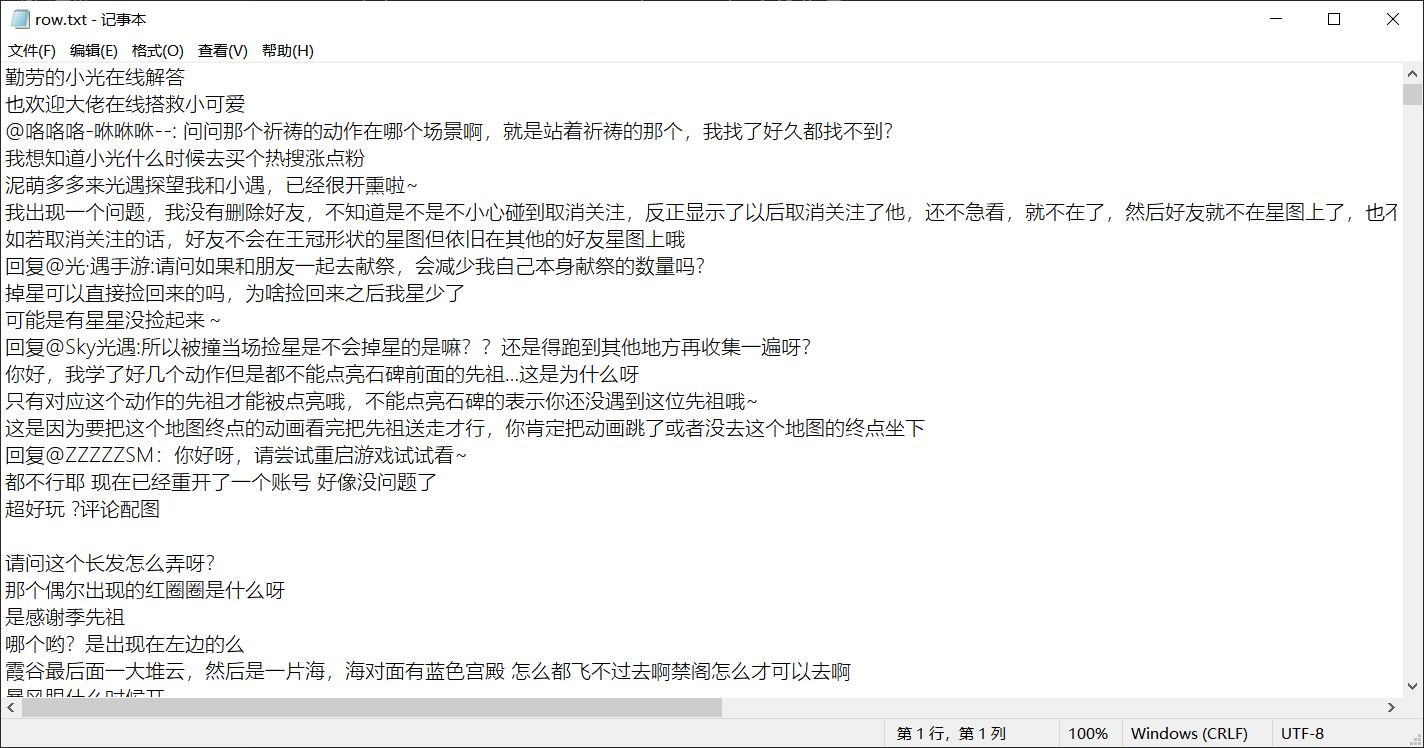 row.txt - 记事本
文件(F) 编辑(E) 格式(O) 查看(V) 帮助(H)
勤劳的小光在线解答
也欢迎大佬在线搭救小可爱
@咯咯咯-咻咻咻--: 问问那个祈祷的动作在哪个场景啊，就是站着祈祷的那个，我找了好久都找不到？
我想知道小光什么时候去买个热搜涨点粉
泥萌多多来光遇探望我和小遇，已经很开熏啦~
我出现一个问题，我没有删除好友，不知道是不是不小心碰到取消关注，反正显示了以后取消关注了他，还不急看，就不在了，然后好友就不在星图上了，也不
如若取消关注的话，好友不会在王冠形状的星图但依旧在其他的好友星图上哦
回复@光·遇手游:请问如果和朋友一起去献祭，会减少我自己本身献祭的数量吗？
掉星可以直接捡回来的吗，为啥捡回来之后我星少了
可能是有星星没捡起来 ~
回复@Sky光遇:所以被撞当场捡星是不会掉星的是嘛？？还是得跑到其他地方再收集一遍呀？
你好，我学了好几个动作但是都不能点亮石碑前面的先祖...这是为什么呀
只有对应这个动作的先祖才能被点亮哦，不能点亮石碑的表示你还没遇到这位先祖哦~
这是因为要把这个地图终点的动画看完把先祖送走才行，你肯定把动画跳了或者没去这个地图的终点坐下
回复@ZZZZZSM：你好呀，请尝试重启游戏试试看~
都不行耶 现在已经重开了一个账号 好像没问题了
超好玩 ?评论配图
请问这个长发怎么弄呀？
那个偶尔出现的红圈圈是什么呀
是感谢季先祖
哪个哟？是出现在左边的么
霞谷最后面一大堆云，然后是一片海，海对面有蓝色宫殿 怎么都飞不过去啊禁阁怎么才可以去啊
暴风眼什么时候开
第 1 行，第 1 列 100% Windows (CRLF) UTF-8